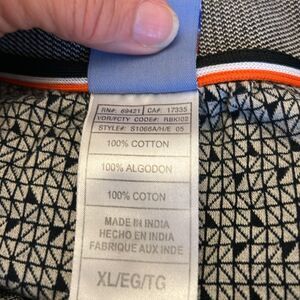 RN#: 69421 CA#: 17335
VDR/FCTY CODE#: RBKI02
STYLE#: S1066A/H/E 05
100% COTTON
100% ALGODON
100% COTON
MADE IN INDIA
HECHO EN INDIA
FABRIQUE AUX INDE
XL/EG/TG